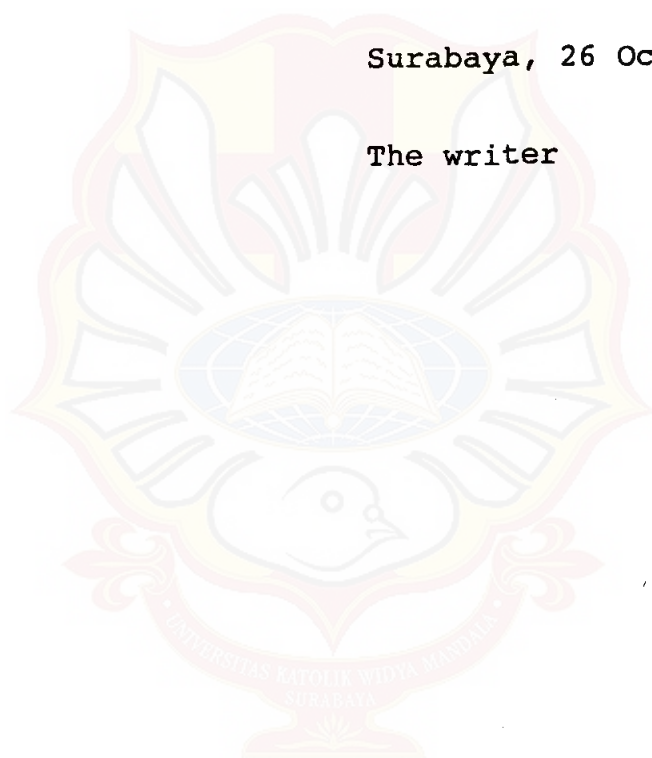 Surabaya, 26 Oc
The writer
UNIVERSITAS KATOLIK WIDYA MANDALA
SURABAYA